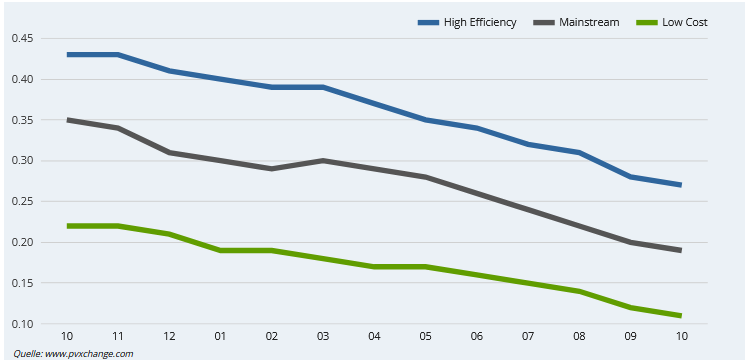 High Efficiency Mainstream Low Cost
0.45
0.40
0.35
0.30
0.25
0.20
0.15
0.10
10 11 12 01 02 03 04 05 06 07 08 09 10
Quelle: www.pvxchange.com